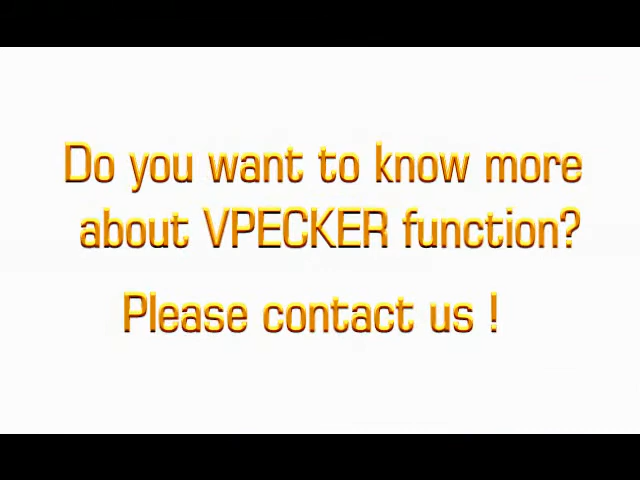 Do you want to know more
about VPECKER function?
Please contact us !